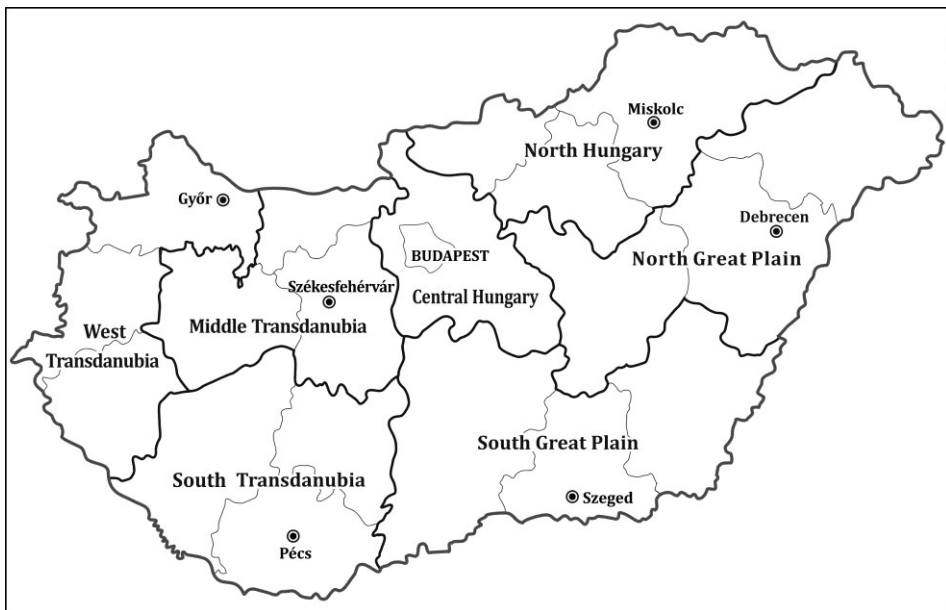 Miskolc
North Hungary
Győr
Debrecen
BUDAPEST
North Great Plain
Székesfehérvár
Central Hungary
Middle Transdanubia
West
Transdanubia
South Great Plain
South Transdanubia
Szeged
Pécs